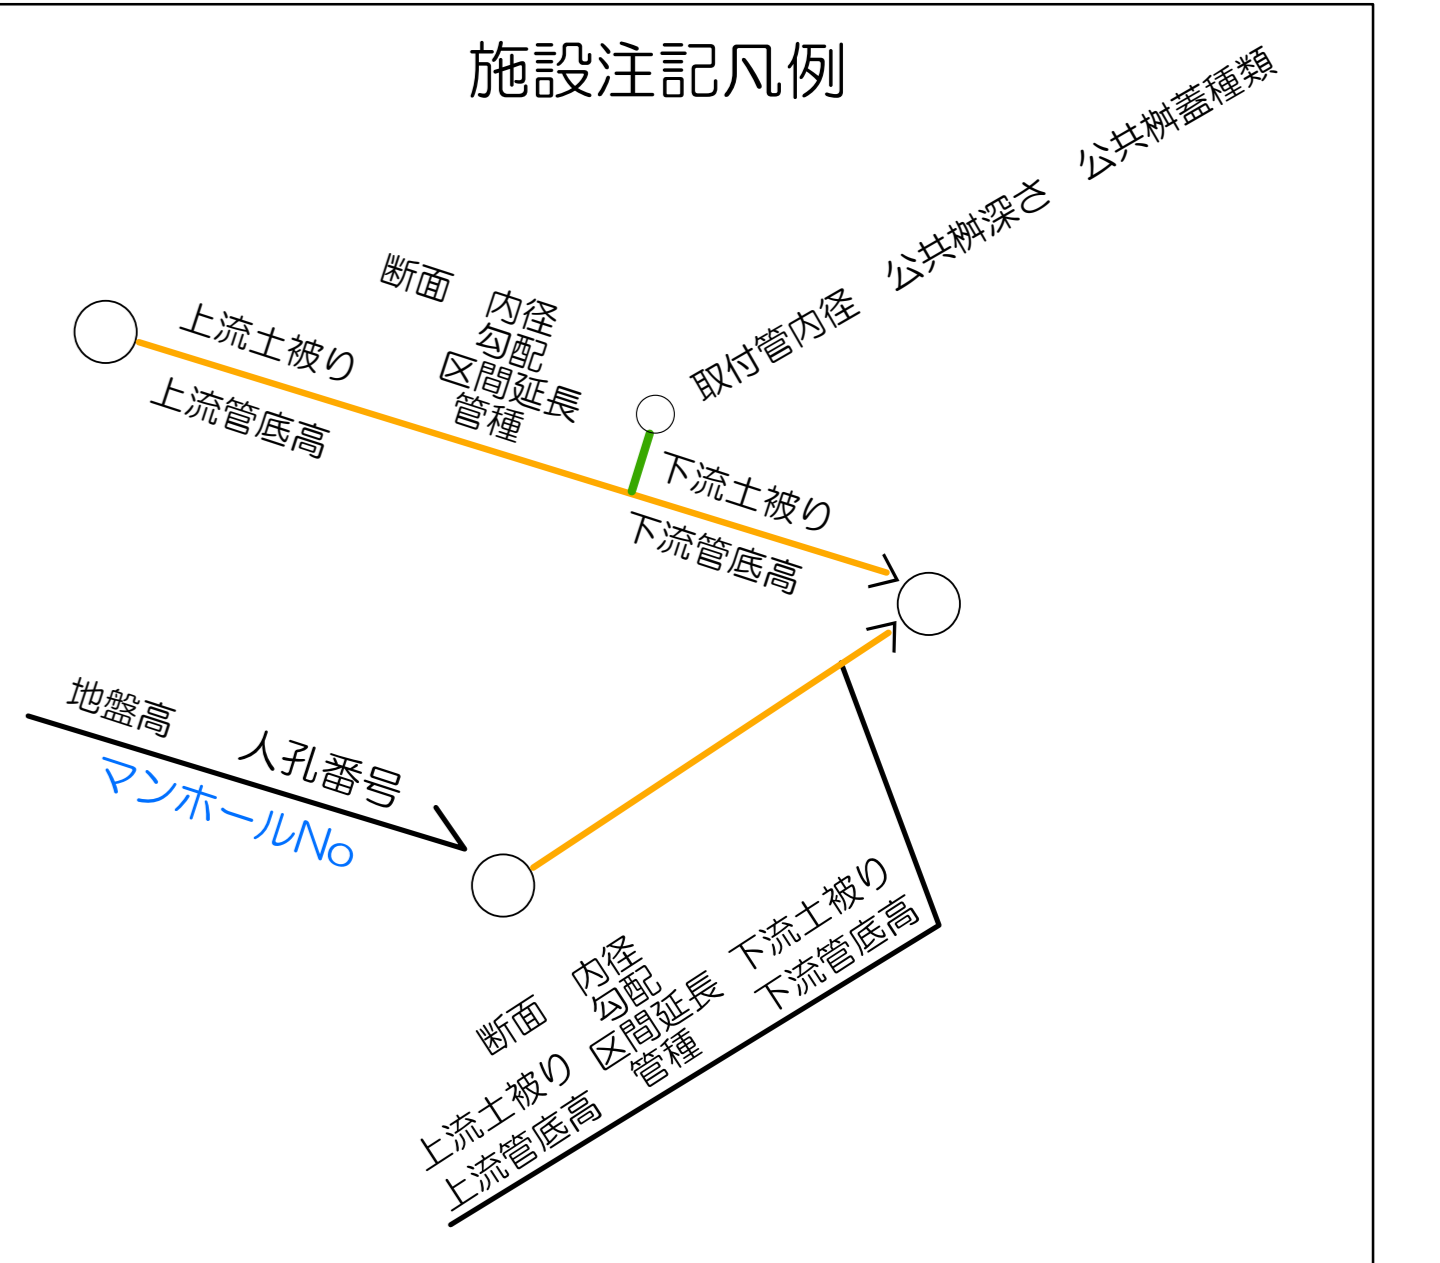 施設注記凡例
取付管内径　公共桝深さ　公共桝蓋種類
断面　内径
勾配
区間延長
管種
上流土被り
上流管底高
下流土被り
下流管底高
地盤高　人孔番号
マンホールNo
断面　内径
勾配
区間延長
管種
上流土被り
上流管底高
下流土被り
下流管底高